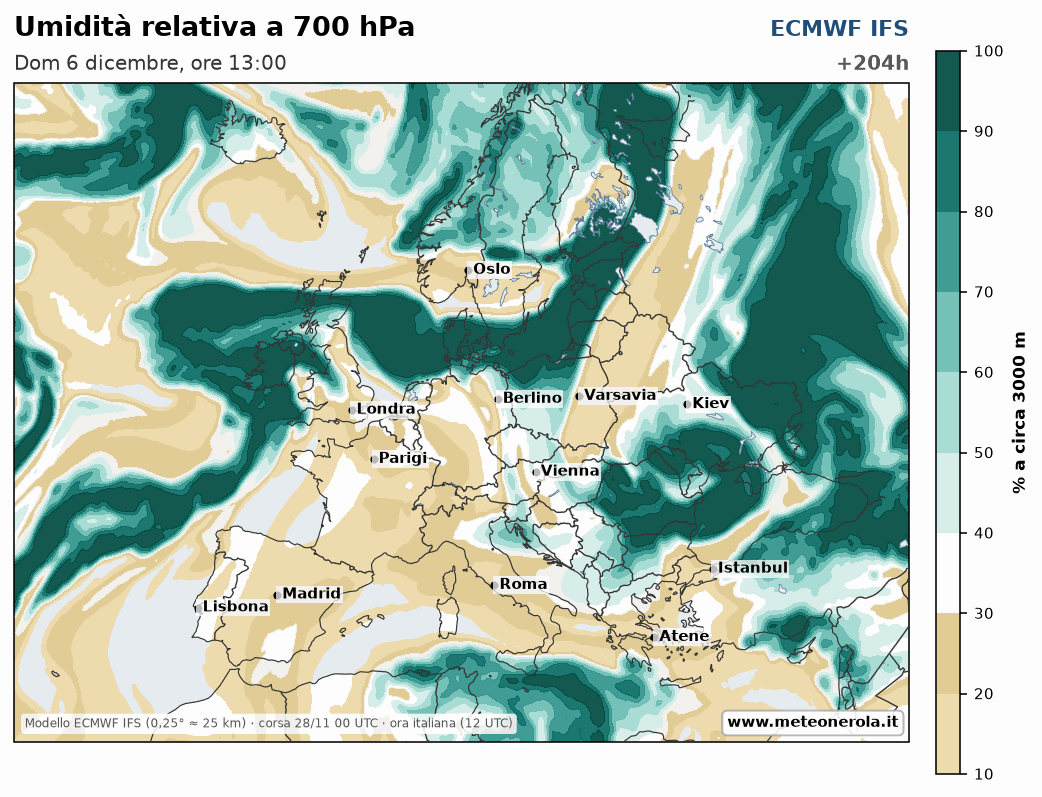 Umidità relativa a 700 hPa
ECMWF IFS
Dom 6 dicembre, ore 13:00
+204h
Oslo
Berlino
Varsavia
Kiev
Londra
Parigi
Vienna
Istanbul
Roma
Madrid
Lisbona
Atene
Modello ECMWF IFS (0,25° ≈ 25 km) · corsa 28/11 00 UTC · ora italiana (12 UTC)
www.meteonerola.it
100
90
80
70
60
50
40
30
20
10
% a circa 3000 m